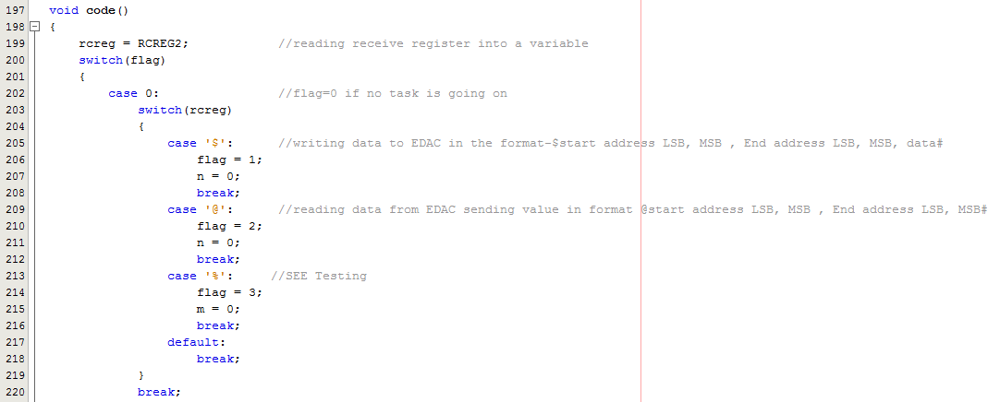 197 void code()
198 {
199 rcreg = RCREG2; //reading receive register into a variable
200 switch(flag)
201 {
202 case 0: //flag=0 if no task is going on
203 switch(rcreg)
204 {
205 case '$': //writing data to EDAC in the format-$start address LSB, MSB , End address LSB, MSB, data#
206 flag = 1;
207 n = 0;
208 break;
209 case '@': //reading data from EDAC sending value in format @start address LSB, MSB , End address LSB, MSB#
210 flag = 2;
211 n = 0;
212 break;
213 case '%': //SEE Testing
214 flag = 3;
215 m = 0;
216 break;
217 default:
218 break;
219 }
220 break;